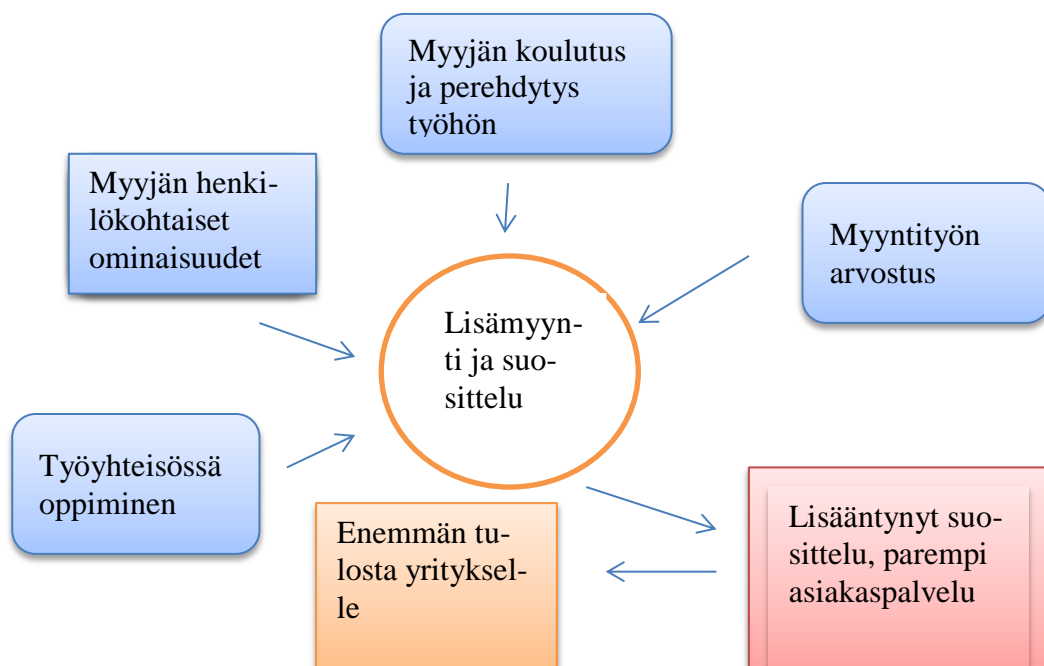 Myyjän koulutus
ja perehdytys
työhön
Myyjän henki-
lökohtaiset
ominaisuudet
Myyntityön
arvostus
Lisämyyn-
ti ja suo-
sittelu
Työyhteisössä
oppiminen
Enemmän tu-
losta yrityksel-
le
Lisääntynyt suo-
sittelu, parempi
asiakaspalvelu